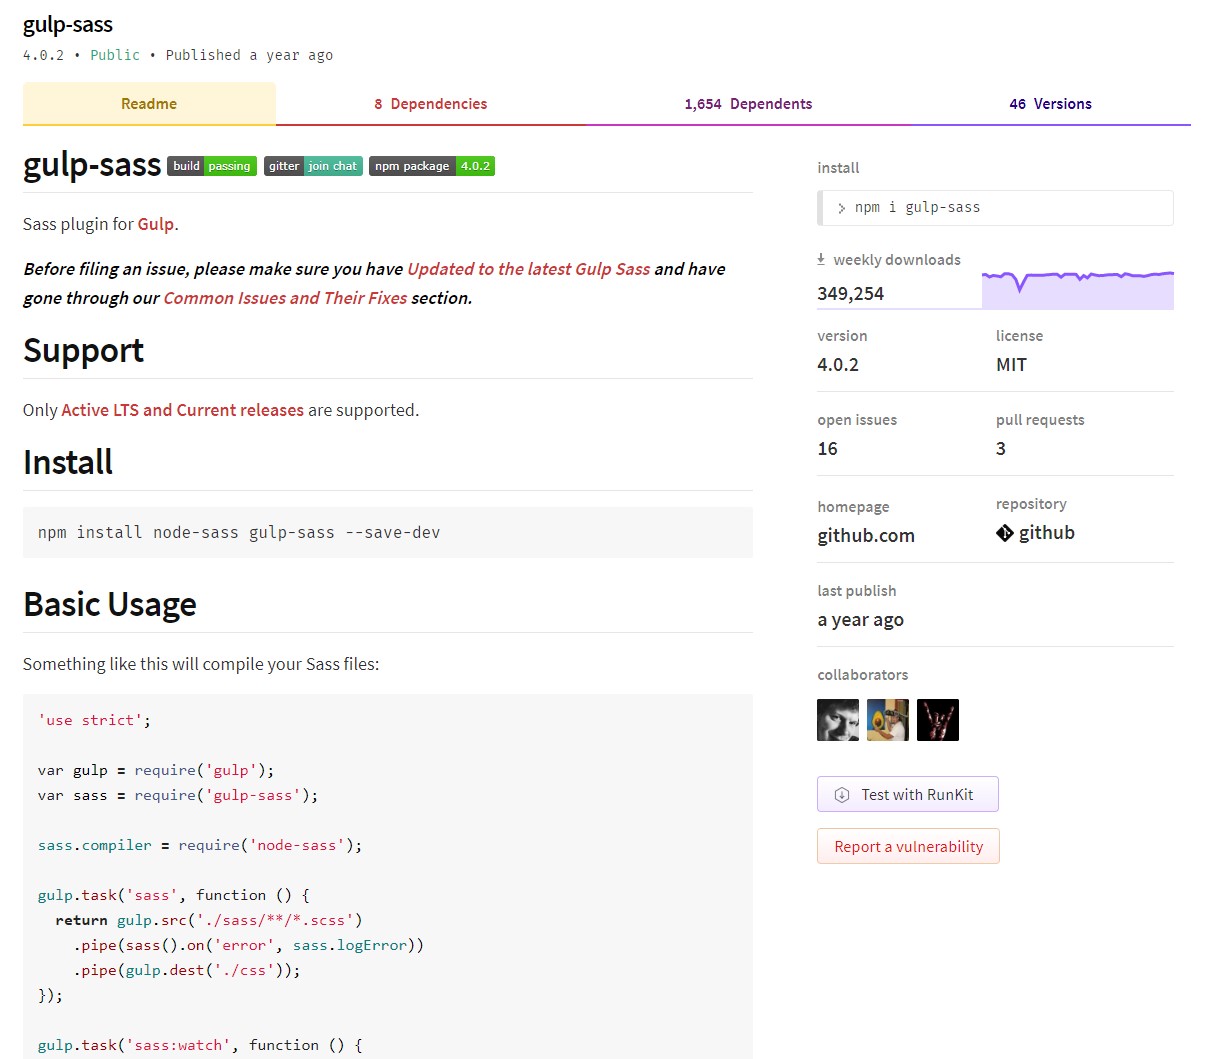 gulp-sass
4.0.2 • Public • Published a year ago
Readme
8 Dependencies
1,654 Dependents
46 Versions
gulp-sass build passing gitter join chat npm package 4.0.2
Sass plugin for Gulp.
Before filing an issue, please make sure you have Updated to the latest Gulp Sass and have
gone through our Common Issues and Their Fixes section.
Support
Only Active LTS and Current releases are supported.
Install
npm install node-sass gulp-sass --save-dev
Basic Usage
Something like this will compile your Sass files:
'use strict';
var gulp = require('gulp');
var sass = require('gulp-sass');
sass.compiler = require('node-sass');
gulp.task('sass', function () {
  return gulp.src('./sass/**/*.scss')
    .pipe(sass().on('error', sass.logError))
    .pipe(gulp.dest('./css'));
});
gulp.task('sass:watch', function () {
install
> npm i gulp-sass
weekly downloads
349,254
version
4.0.2
license
MIT
open issues
16
pull requests
3
homepage
github.com
repository
github
last publish
a year ago
collaborators
Test with RunKit
Report a vulnerability